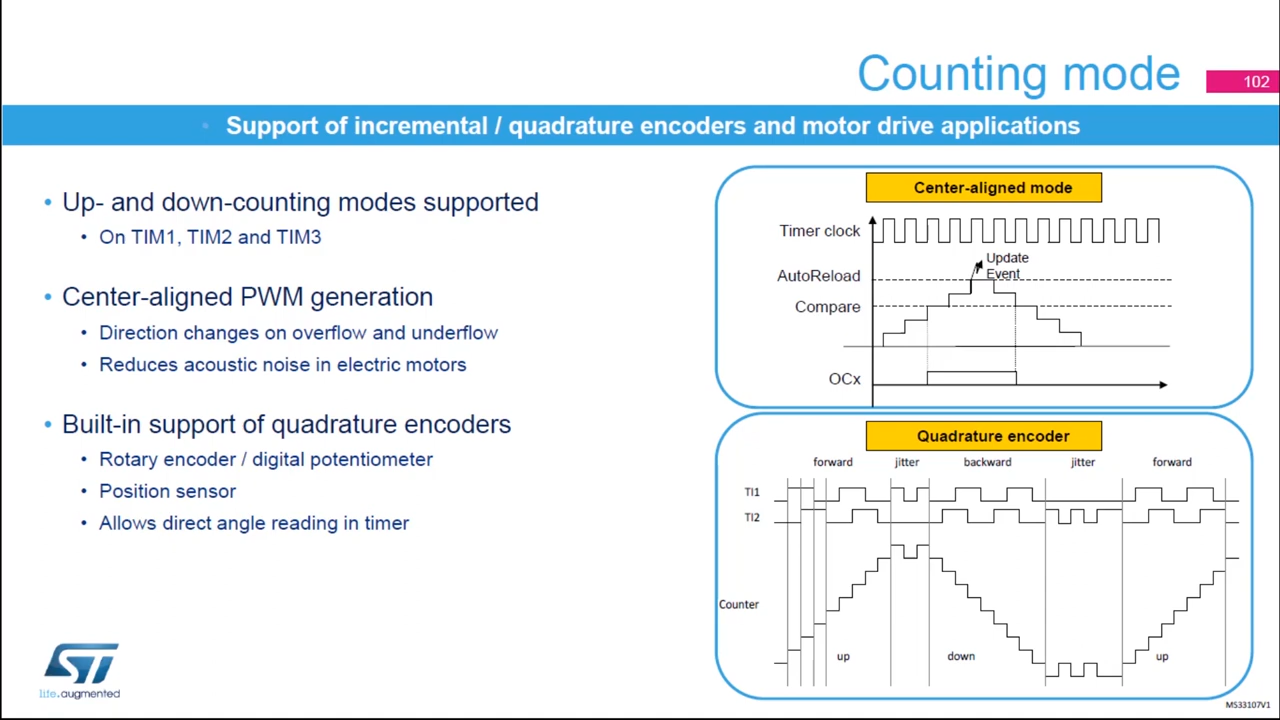 Counting mode
102
• Support of incremental / quadrature encoders and motor drive applications
• Up- and down-counting modes supported
• On TIM1, TIM2 and TIM3
• Center-aligned PWM generation
• Direction changes on overflow and underflow
• Reduces acoustic noise in electric motors
• Built-in support of quadrature encoders
• Rotary encoder / digital potentiometer
• Position sensor
• Allows direct angle reading in timer
Center-aligned mode
Timer clock
Update
Event
AutoReload
Compare
OCx
Quadrature encoder
forward jitter backward jitter forward
TI1
TI2
Counter
up down up
ST
life.augmented
MS33107V1